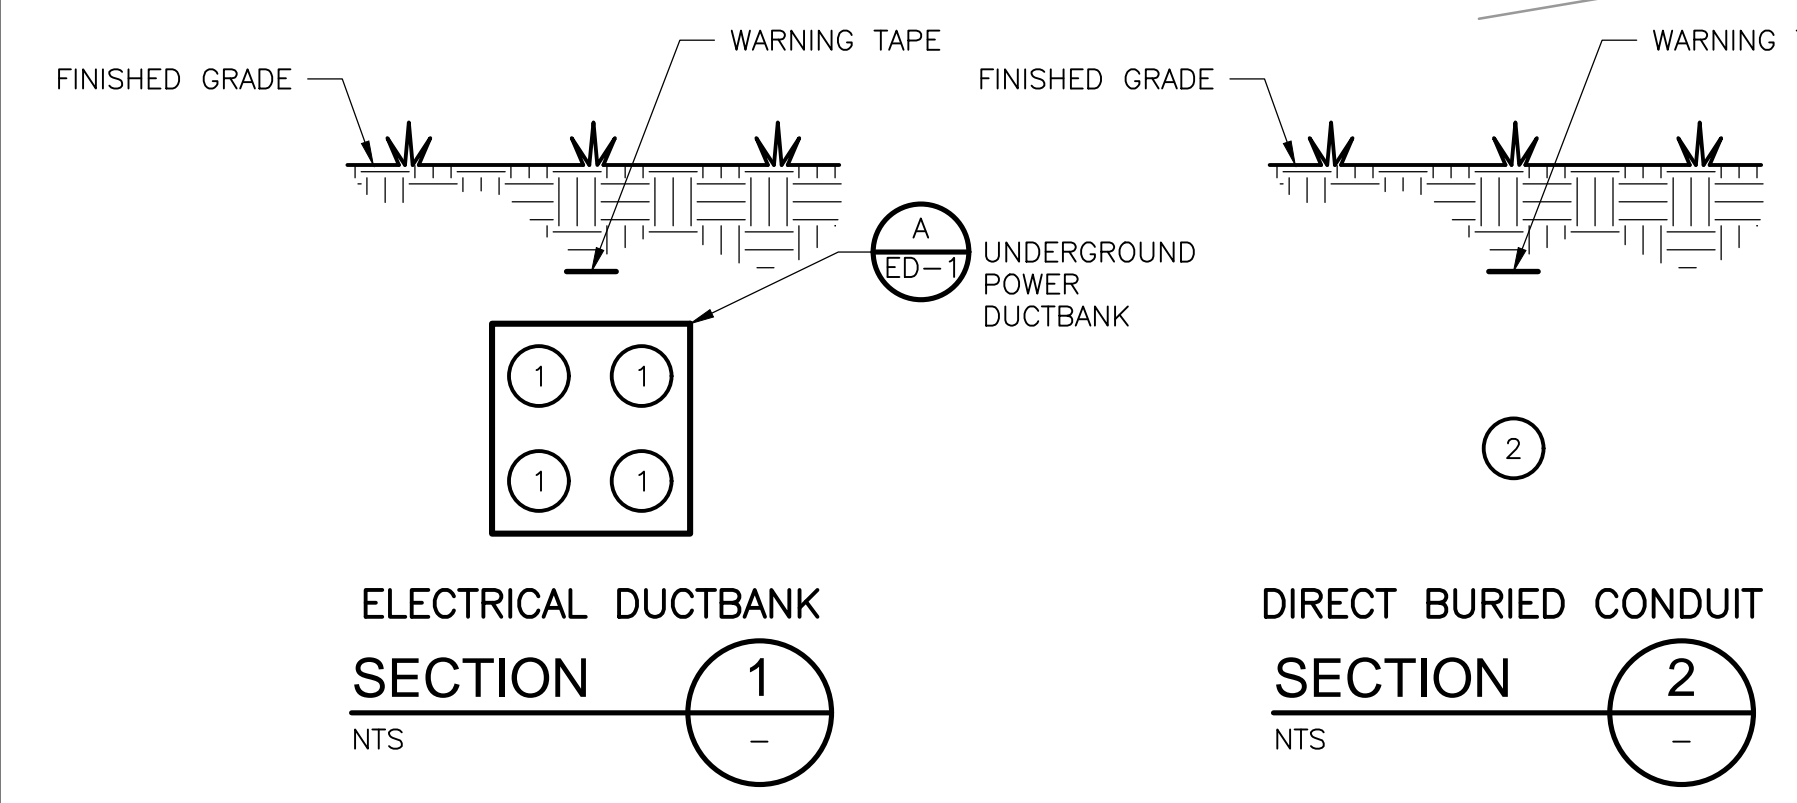 WARNING TAPE
FINISHED GRADE
A
ED-1
UNDERGROUND
POWER
DUCTBANK
1 1
1 1
ELECTRICAL DUCTBANK
SECTION 1
NTS -
WARNING
FINISHED GRADE
2
DIRECT BURIED CONDUIT
SECTION 2
NTS -